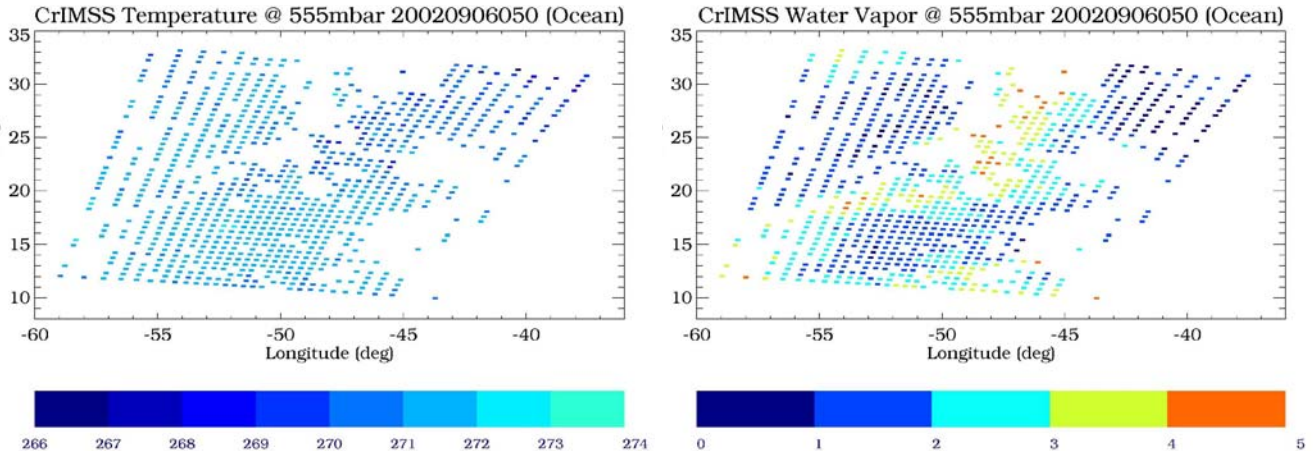 CrIMSS Temperature @ 555mbar 20020906050 (Ocean)
35
30
25
20
15
10
-60 -55 -50 -45 -40
Longitude (deg)
266 267 268 269 270 271 272 273 274
CrIMSS Water Vapor @ 555mbar 20020906050 (Ocean)
35
30
25
20
15
10
-60 -55 -50 -45 -40
Longitude (deg)
0 1 2 3 4 5